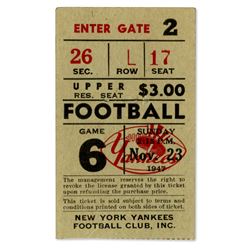 ENTER GATE 2
26 L 17
SEC. ROW SEAT
UPPER
RES. SEAT $3.00
FOOTBALL
GAME
6
SUNDAY
Yankees
Nov. 23
1947
The management reserves the right to
revoke the license granted by this ticket
upon refunding the purchase price.
This ticket is sold subject to terms
and conditions printed on
both sides of ticket.
NEW YORK YANKEES
FOOTBALL CLUB, INC.